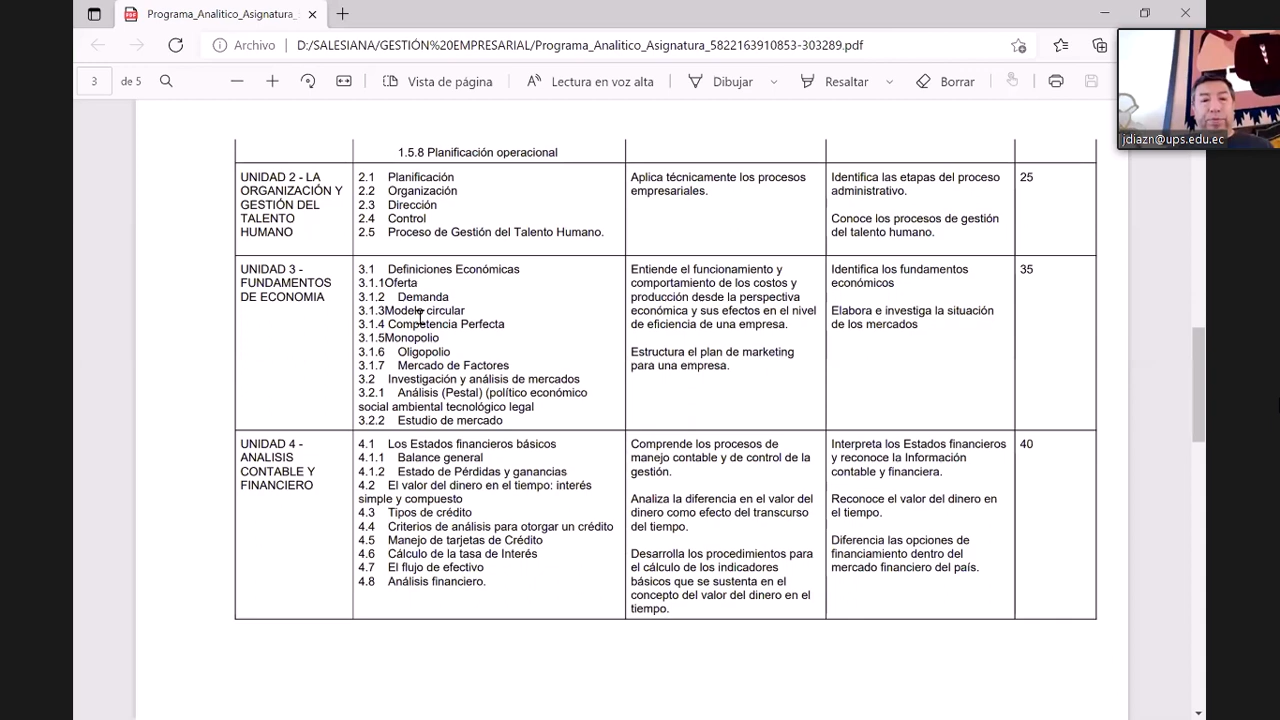 Programa_Analitico_Asignatura_
Archivo
D:/SALESIANA/GESTIÓN%20EMPRESARIAL/Programa_Analitico_Asignatura_5822163910853-303289.pdf
3
de 5
Vista de página
Lectura en voz alta
Dibujar
Resaltar
Borrar
jdiazn@ups.edu.ec
1.5.8 Planificación operacional
UNIDAD 2 - LA
ORGANIZACIÓN Y
GESTIÓN DEL
TALENTO
HUMANO
2.1 Planificación
2.2 Organización
2.3 Dirección
2.4 Control
2.5 Proceso de Gestión del Talento Humano.
Aplica técnicamente los procesos
empresariales.
Identifica las etapas del proceso
administrativo.
Conoce los procesos de gestión
del talento humano.
25
UNIDAD 3 -
FUNDAMENTOS
DE ECONOMIA
3.1 Definiciones Económicas
3.1.1Oferta
3.1.2 Demanda
3.1.3Modelo circular
3.1.4 Competencia Perfecta
3.1.5Monopolio
3.1.6 Oligopolio
3.1.7 Mercado de Factores
3.2 Investigación y análisis de mercados
3.2.1 Análisis (Pestal) (político económico
social ambiental tecnológico legal
3.2.2 Estudio de mercado
Entiende el funcionamiento y
comportamiento de los costos y
producción desde la perspectiva
económica y sus efectos en el nivel
de eficiencia de una empresa.
Estructura el plan de marketing
para una empresa.
Identifica los fundamentos
económicos
Elabora e investiga la situación
de los mercados
35
UNIDAD 4 -
ANALISIS
CONTABLE Y
FINANCIERO
4.1 Los Estados financieros básicos
4.1.1 Balance general
4.1.2 Estado de Pérdidas y ganancias
4.2 El valor del dinero en el tiempo: interés
simple y compuesto
4.3 Tipos de crédito
4.4 Criterios de análisis para otorgar un crédito
4.5 Manejo de tarjetas de Crédito
4.6 Cálculo de la tasa de Interés
4.7 El flujo de efectivo
4.8 Análisis financiero.
Comprende los procesos de
manejo contable y de control de la
gestión.
Analiza la diferencia en el valor del
dinero como efecto del transcurso
del tiempo.
Desarrolla los procedimientos para
el cálculo de los indicadores
básicos que se sustenta en el
concepto del valor del dinero en el
tiempo.
Interpreta los Estados financieros
y reconoce la Información
contable y financiera.
Reconoce el valor del dinero en
el tiempo.
Diferencia las opciones de
financiamiento dentro del
mercado financiero del país.
40